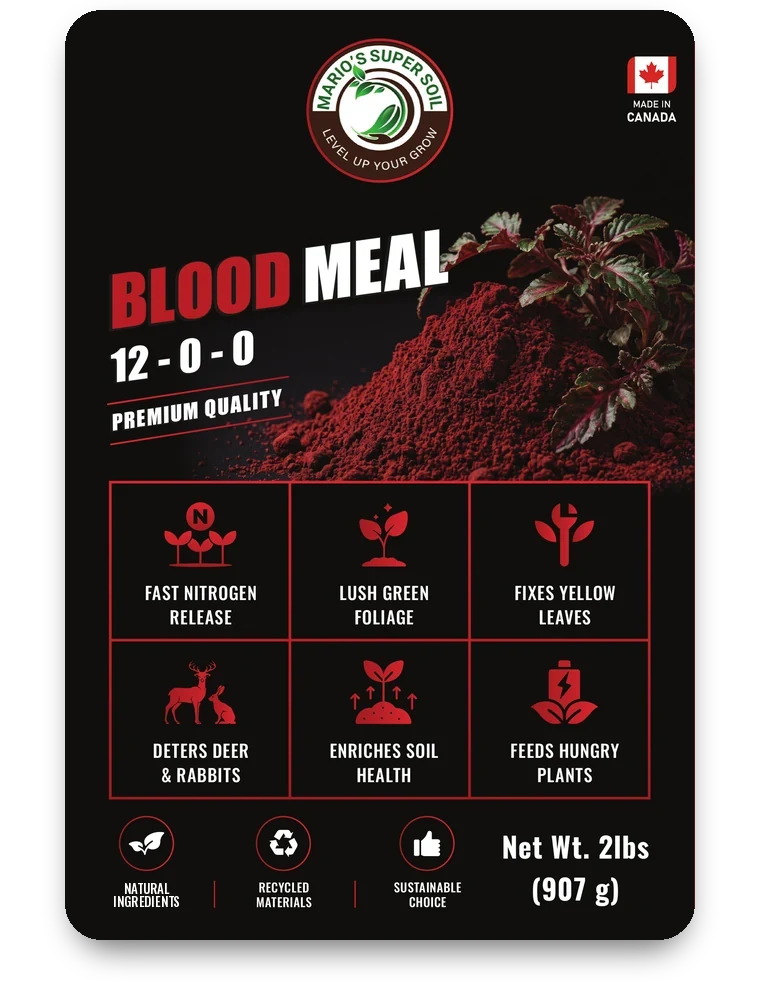 MARIO'S SUPER SOIL
LEVEL UP YOUR GROW
MADE IN
CANADA
BLOOD MEAL
12 - 0 - 0
PREMIUM QUALITY
N
FAST NITROGEN
RELEASE
LUSH GREEN
FOLIAGE
FIXES YELLOW
LEAVES
DETERS DEER
& RABBITS
ENRICHES SOIL
HEALTH
FEEDS HUNGRY
PLANTS
NATURAL
INGREDIENTS
RECYCLED
MATERIALS
SUSTAINABLE
CHOICE
Net Wt. 2lbs
(907 g)